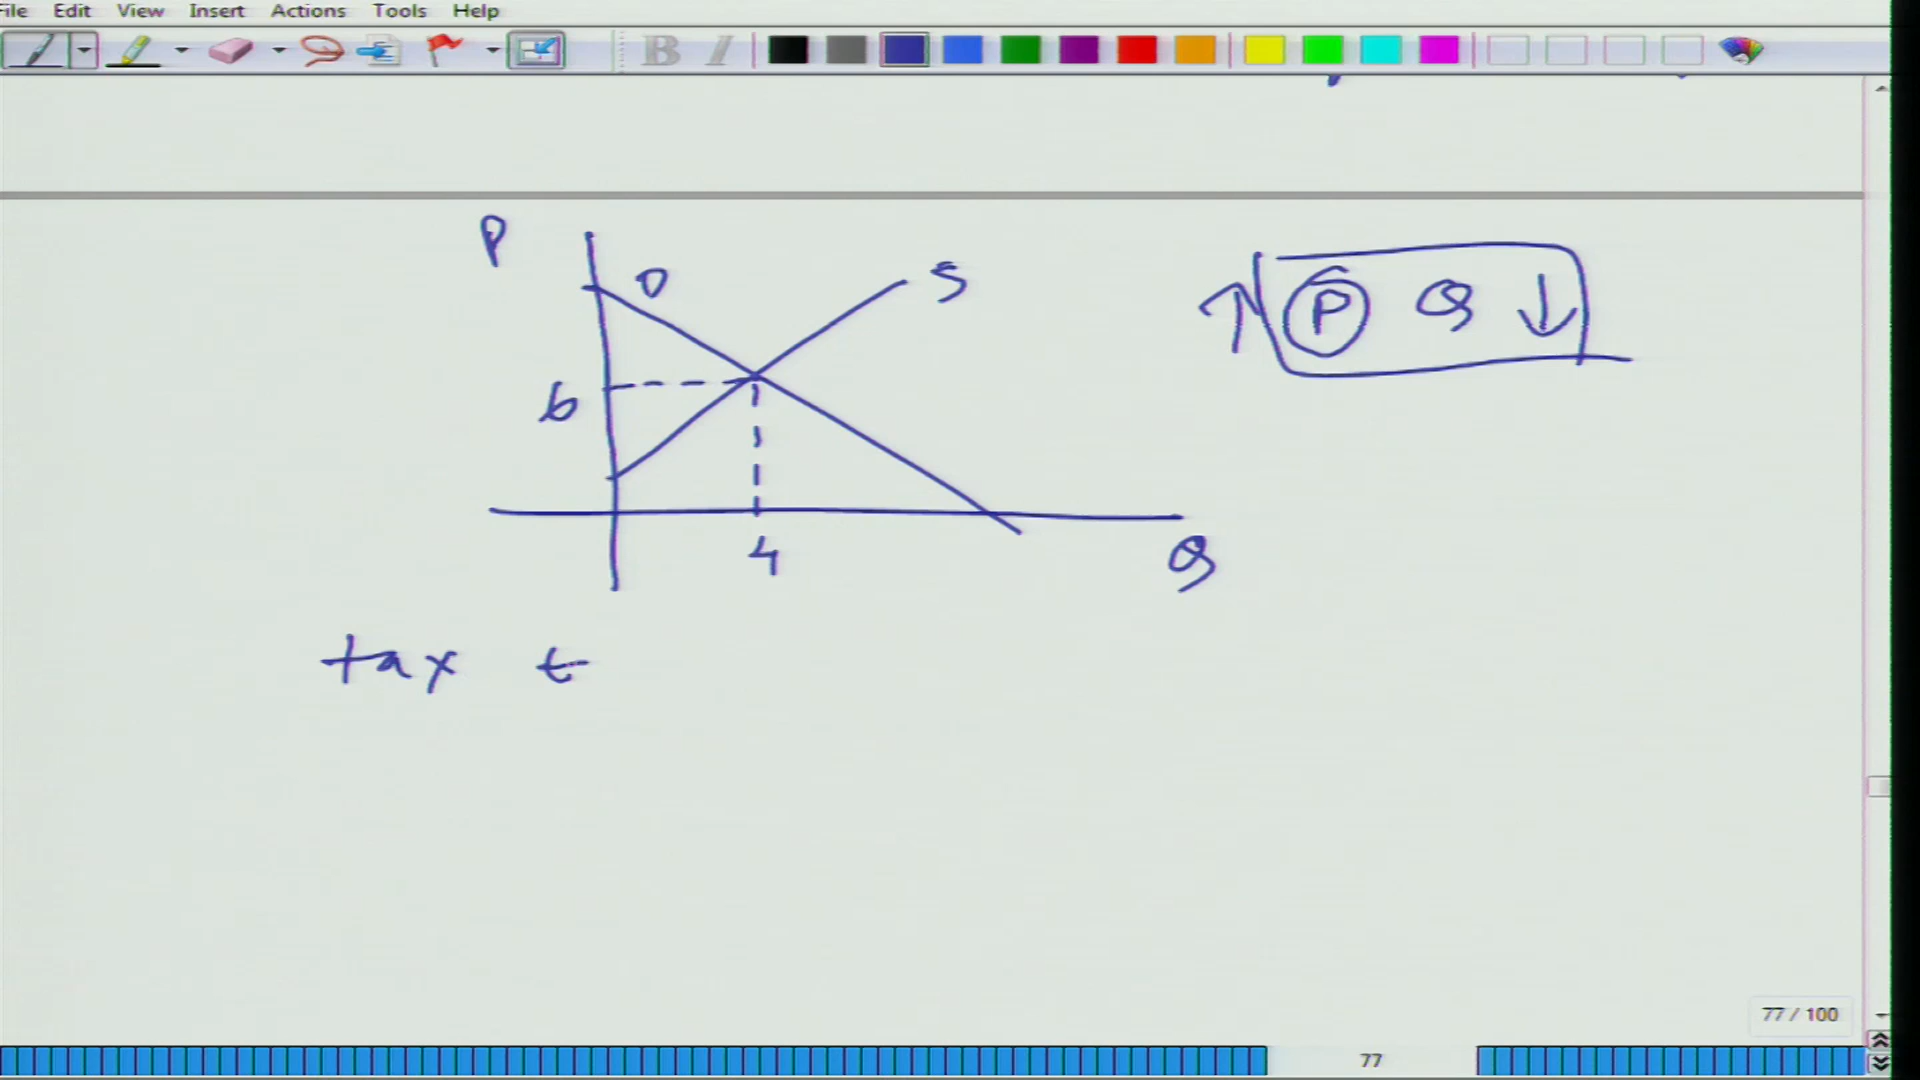 File Edit View Insert Actions Tools Help
B I
P
D
S
↑ P Q ↓
6
4
Q
tax t
77 / 100
77